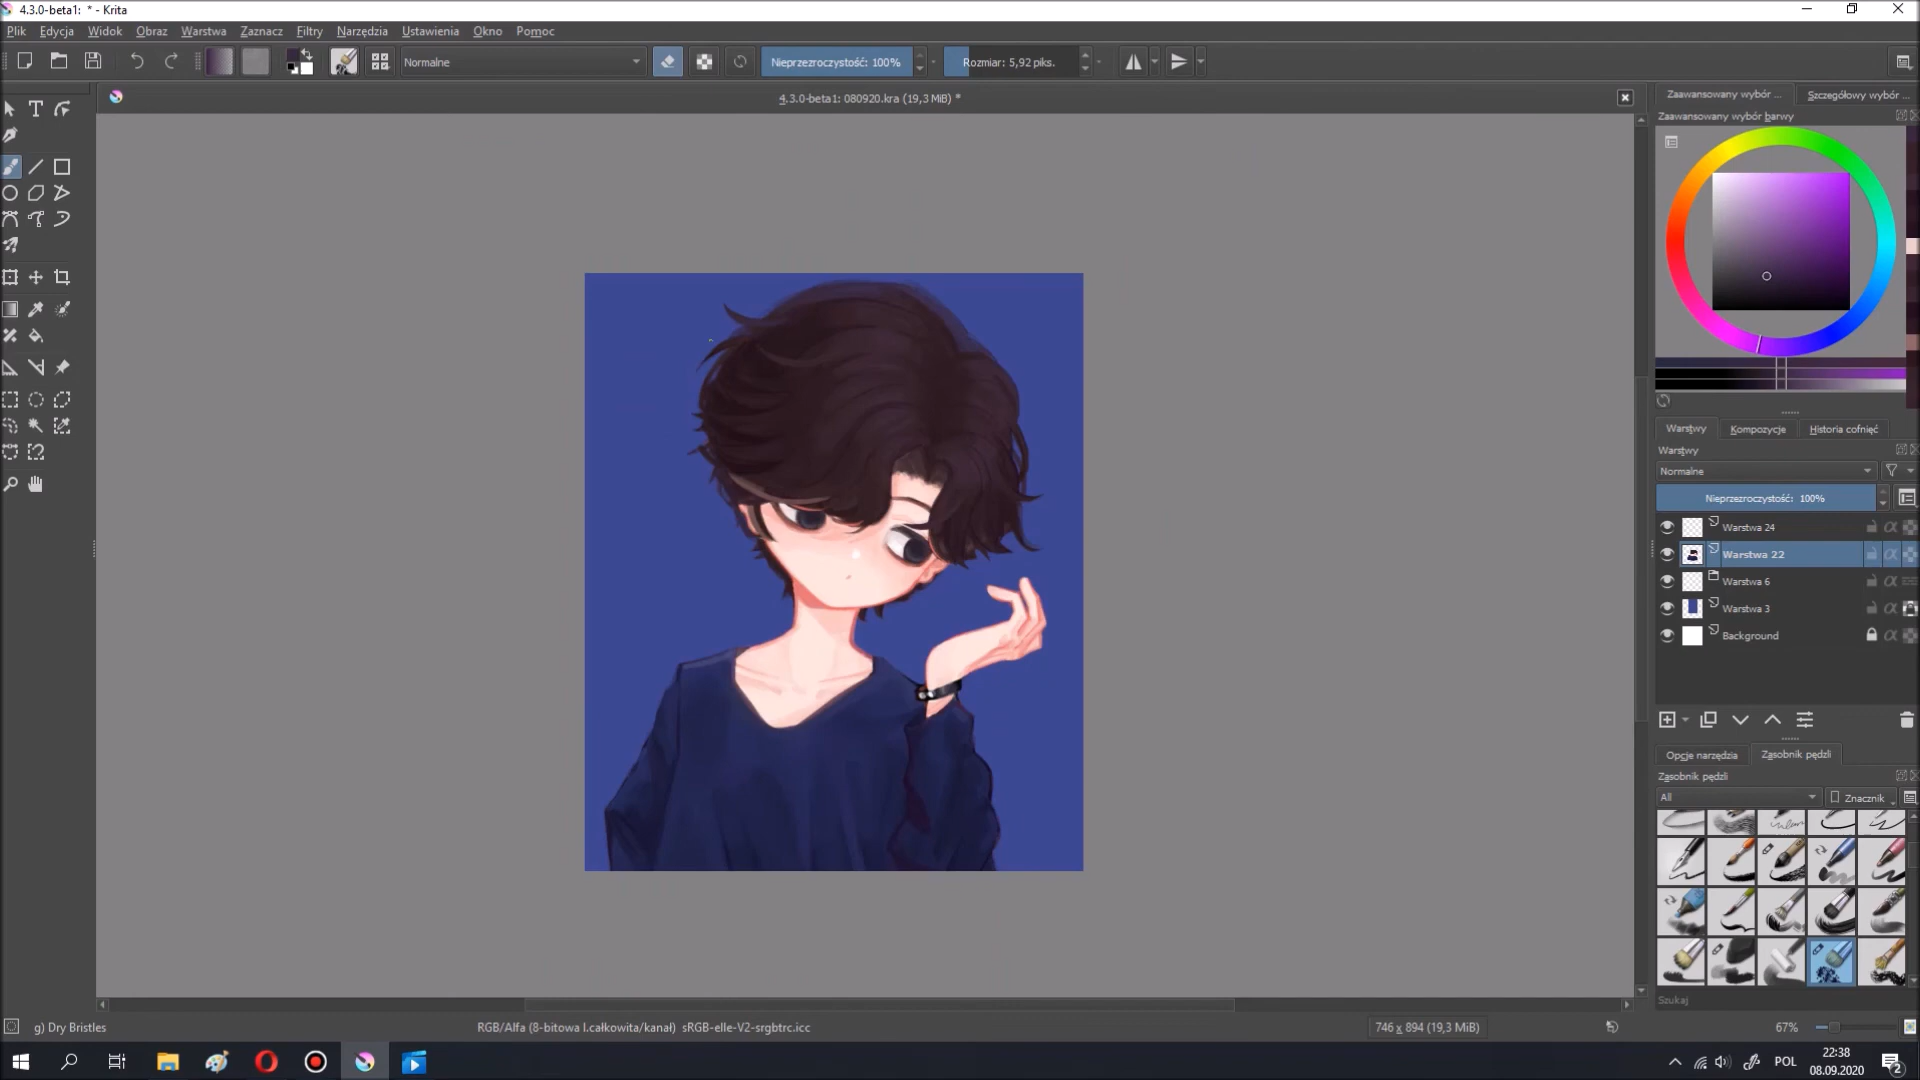 4.3.0-beta1:  * - Krita
Plik Edycja Widok Obraz Warstwa Zaznacz Filtry Narzędzia Ustawienia Okno Pomoc
Normalne
Nieprzezroczystość: 100%
Rozmiar: 5,92 piks.
4.3.0-beta1: 080920.kra (19,3 MiB) *
Zaawansowany wybór ...
Szczegółowy wybór ...
Zaawansowany wybór barwy
Warstwy Kompozycje Historia cofnięć
Warstwy
Normalne
Nieprzezroczystość: 100%
Warstwa 24
Warstwa 22
Warstwa 6
Warstwa 3
Background
Opcje narzędzia Zasobnik pędzli
Zasobnik pędzli
All
Znacznik
Szukaj
g) Dry Bristles
RGB/Alfa (8-bitowa l.całkowita/kanał) sRGB-elle-V2-srgbtrc.icc
746 x 894 (19,3 MiB)
67%
POL
22:38
08.09.2020
2